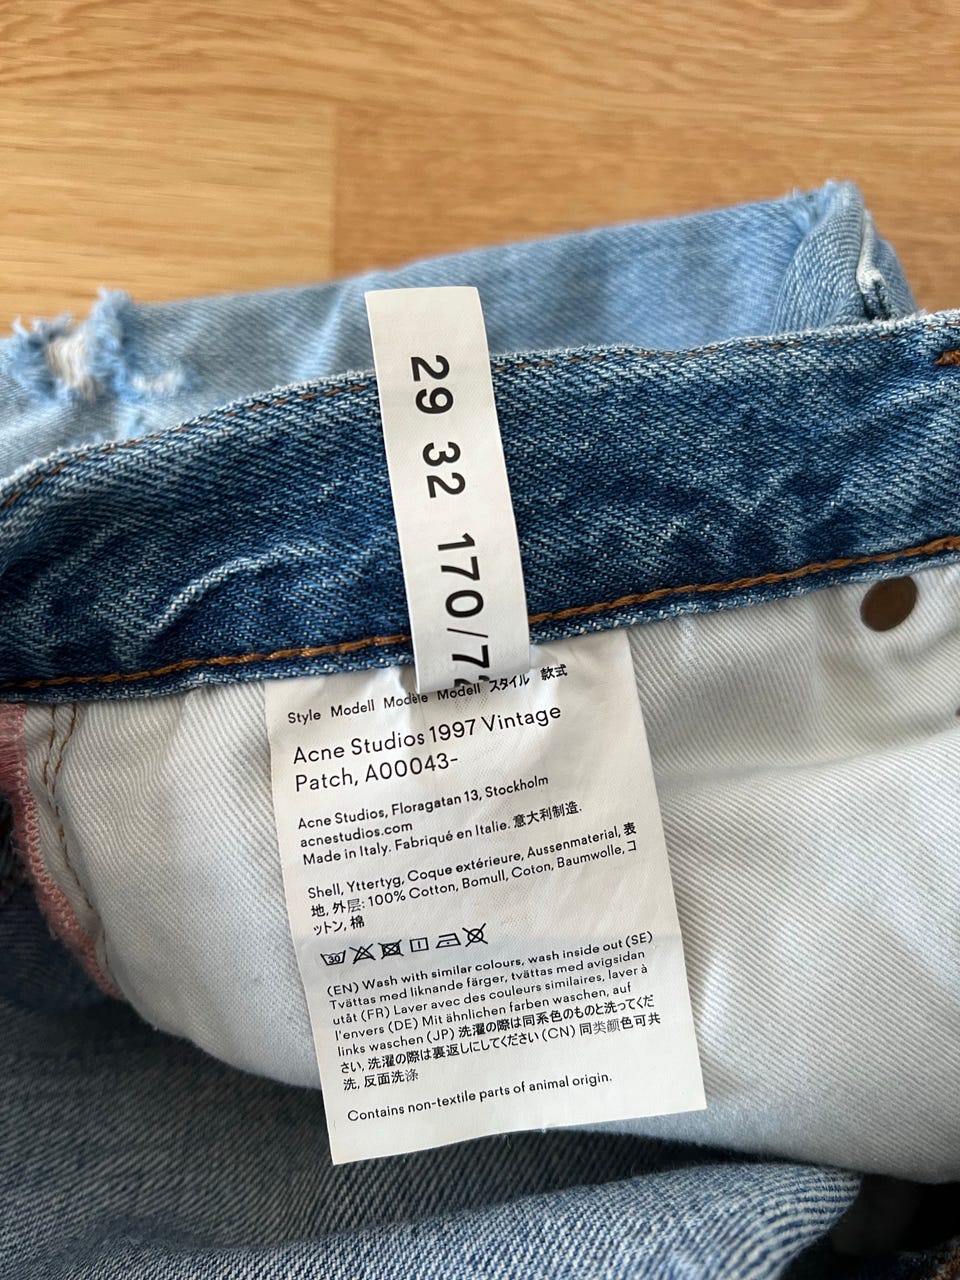 29 32 170/7
Style Modell Modèle Modell スタイル 款式
Acne Studios 1997 Vintage
Patch, A00043-
Acne Studios, Floragatan 13, Stockholm
acnestudios.com
Made in Italy. Fabriqué en Italie. 意大利制造.
Shell, Yttertyg, Coque extérieure, Aussenmaterial, 表
地, 外层: 100% Cotton, Bomull, Coton, Baumwolle, コ
ットン, 棉
30
(EN) Wash with similar colours, wash inside out (SE)
Tvättas med liknande färger, tvättas med avigsidan
utåt (FR) Laver avec des couleurs similaires, laver à
l'envers (DE) Mit ähnlichen farben waschen, auf
links waschen (JP) 洗濯の際は同系色のものと洗ってくだ
さい, 洗濯の際は裏返しにしてください (CN) 同类颜色可共
洗, 反面洗涤
Contains non-textile parts of animal origin.